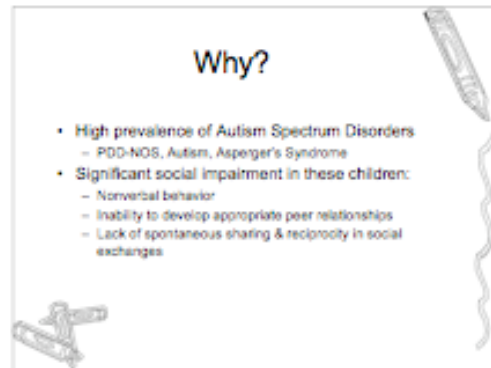 Why?
• High prevalence of Autism Spectrum Disorders
– PDD-NOS, Autism, Asperger's Syndrome
• Significant social impairment in these children:
– Nonverbal behavior
– Inability to develop appropriate peer relationships
– Lack of spontaneous sharing & reciprocity in social
exchanges